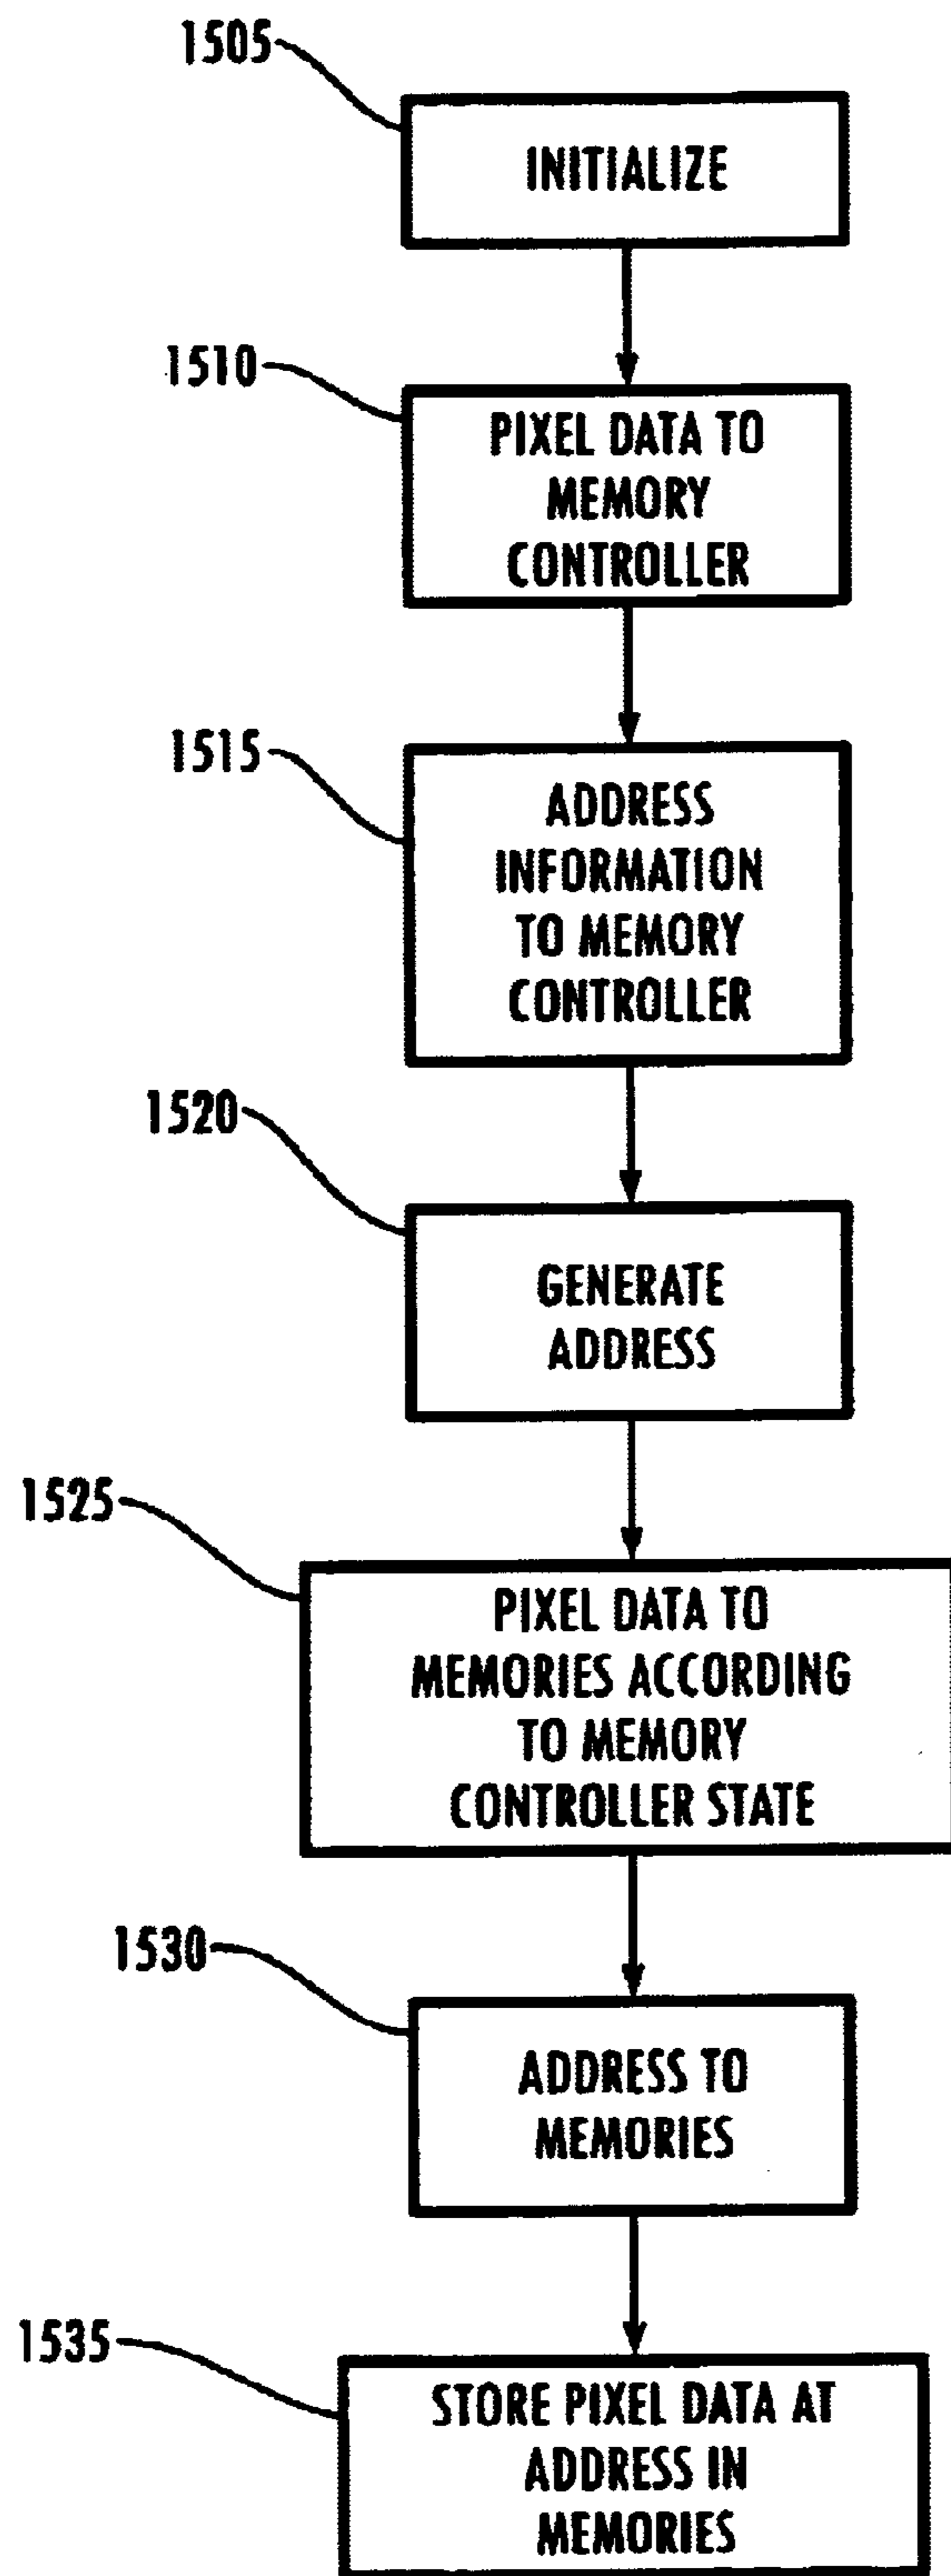 1505
INITIALIZE
1510
PIXEL DATA TO
MEMORY
CONTROLLER
1515
ADDRESS
INFORMATION
TO MEMORY
CONTROLLER
1520
GENERATE
ADDRESS
1525
PIXEL DATA TO
MEMORIES ACCORDING
TO MEMORY
CONTROLLER STATE
1530
ADDRESS TO
MEMORIES
1535
STORE PIXEL DATA AT
ADDRESS IN
MEMORIES